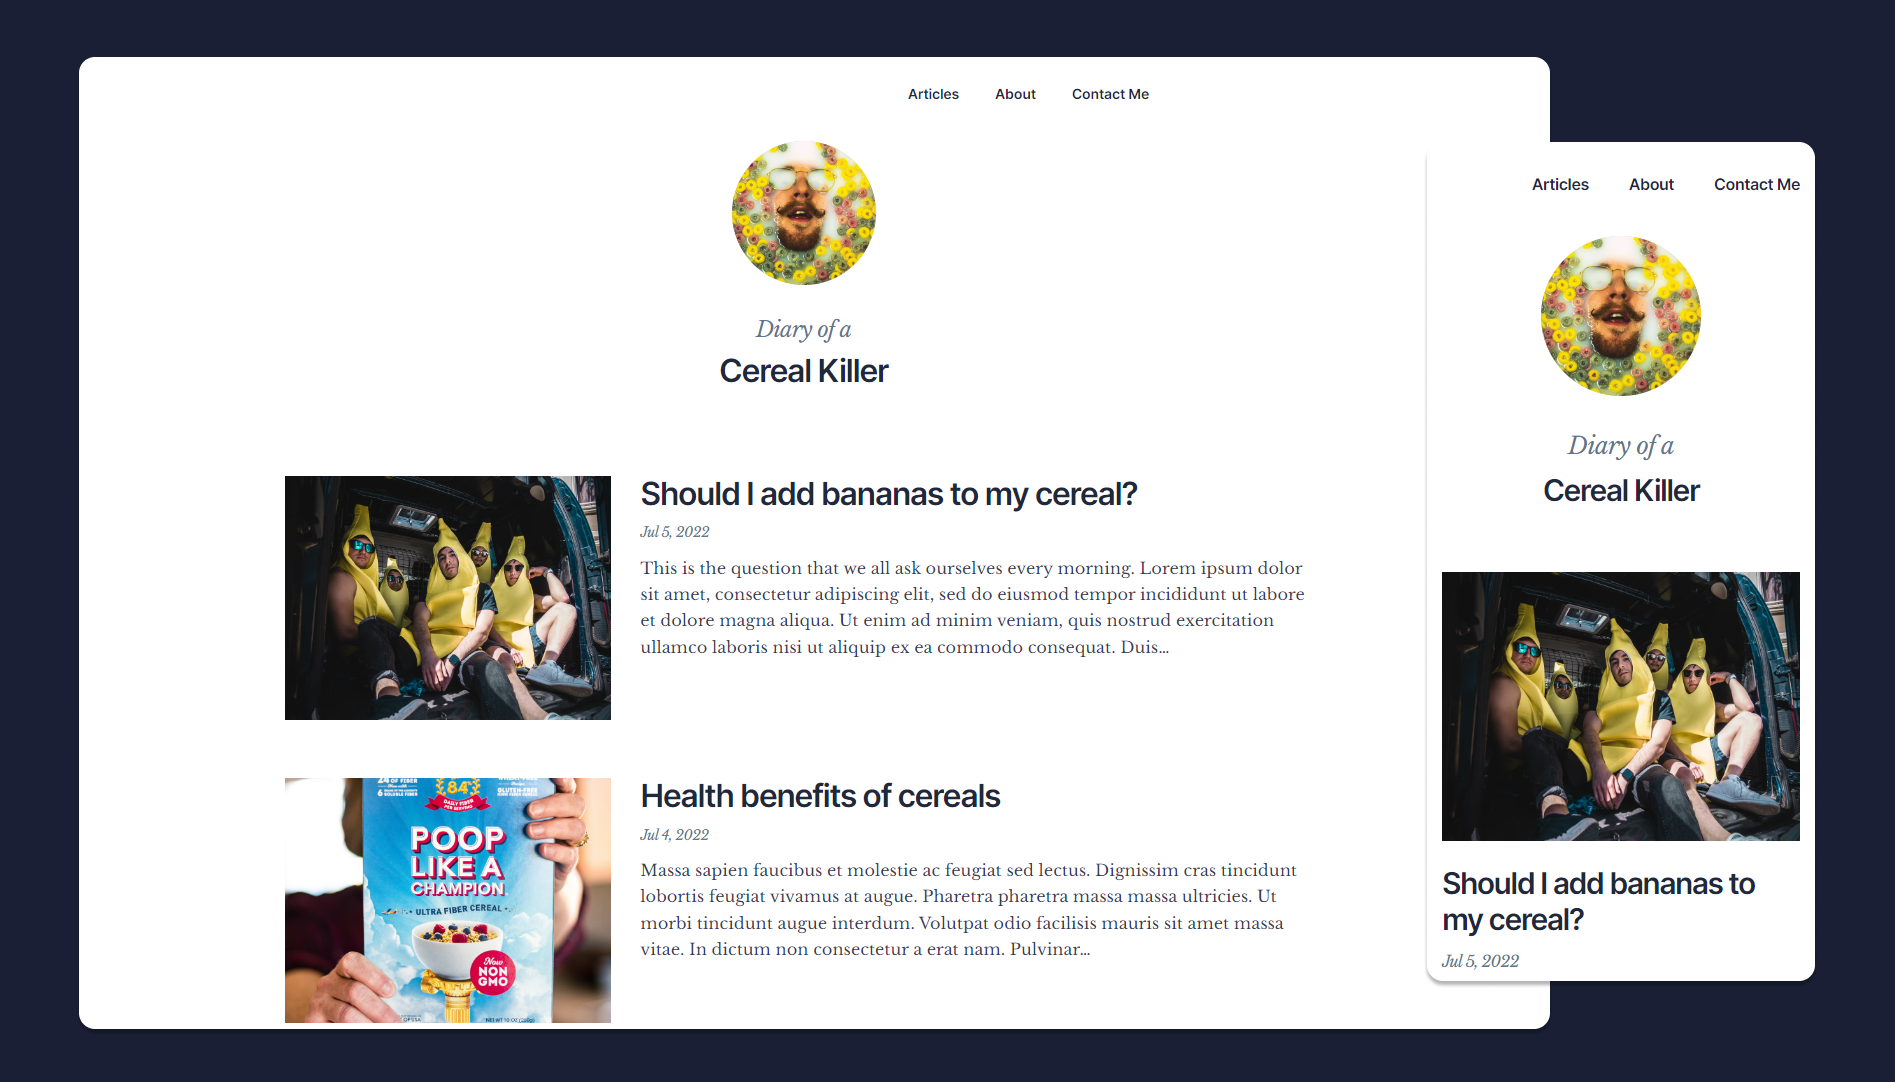 Articles About Contact Me
Diary of a
Cereal Killer
Should I add bananas to my cereal?
Jul 5, 2022
This is the question that we all ask ourselves every morning. Lorem ipsum dolor
sit amet, consectetur adipiscing elit, sed do eiusmod tempor incididunt ut labore
et dolore magna aliqua. Ut enim ad minim veniam, quis nostrud exercitation
ullamco laboris nisi ut aliquip ex ea commodo consequat. Duis...
84
DAILY FIBER
PER SERVING
GLUTEN-FREE
POOP
LIKE A
CHAMPION
ULTRA FIBER CEREAL
Now
NON
GMO
Health benefits of cereals
Jul 4, 2022
Massa sapien faucibus et molestie ac feugiat sed lectus. Dignissim cras tincidunt
lobortis feugiat vivamus at augue. Pharetra pharetra massa massa ultricies. Ut
morbi tincidunt augue interdum. Volutpat odio facilisis mauris sit amet massa
vitae. In dictum non consectetur a erat nam. Pulvinar...
Articles About Contact Me
Diary of a
Cereal Killer
Should I add bananas to
my cereal?
Jul 5, 2022